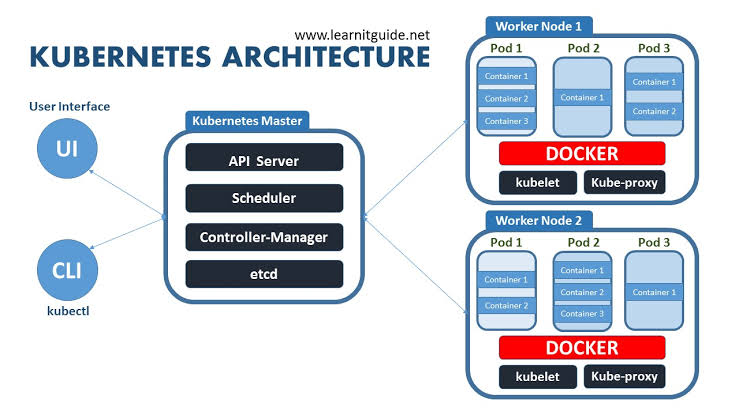 www.learnitguide.net
KUBERNETES ARCHITECTURE
User Interface
UI
CLI
kubectl
Kubernetes Master
API Server
Scheduler
Controller-Manager
etcd
Worker Node 1
Pod 1 Pod 2 Pod 3
Container 1
Container 2
Container 3
Container 1
Container 1
Container 2
DOCKER
kubelet Kube-proxy
Worker Node 2
Pod 1 Pod 2 Pod 3
Container 1
Container 2
Container 1
Container 2
Container 3
Container 1
DOCKER
kubelet Kube-proxy